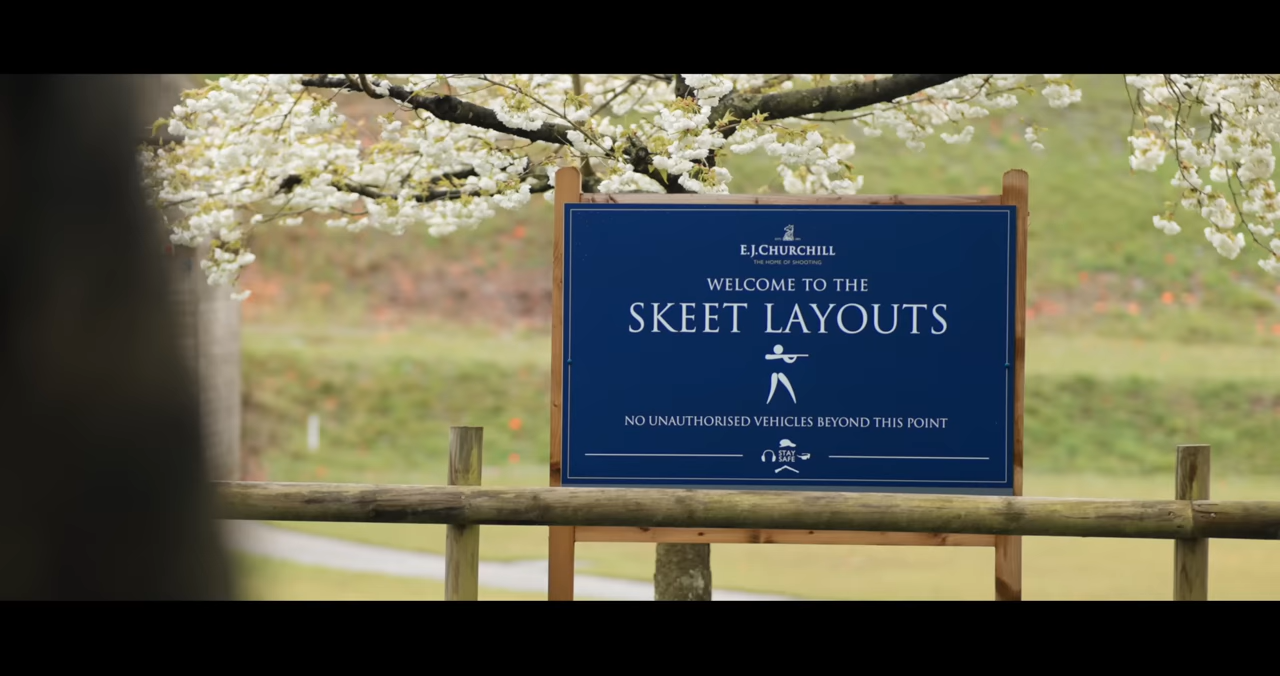 E.J.CHURCHILL
THE HOME OF SHOOTING
WELCOME TO THE
SKEET LAYOUTS
NO UNAUTHORISED VEHICLES BEYOND THIS POINT
STAY
SAFE